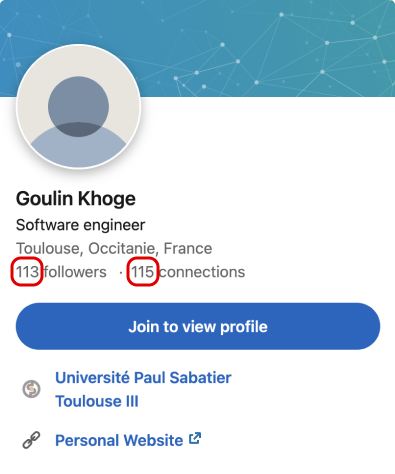 Goulin Khoge
Software engineer
Toulouse, Occitanie, France
113 followers · 115 connections
Join to view profile
Université Paul Sabatier
Toulouse III
Personal Website